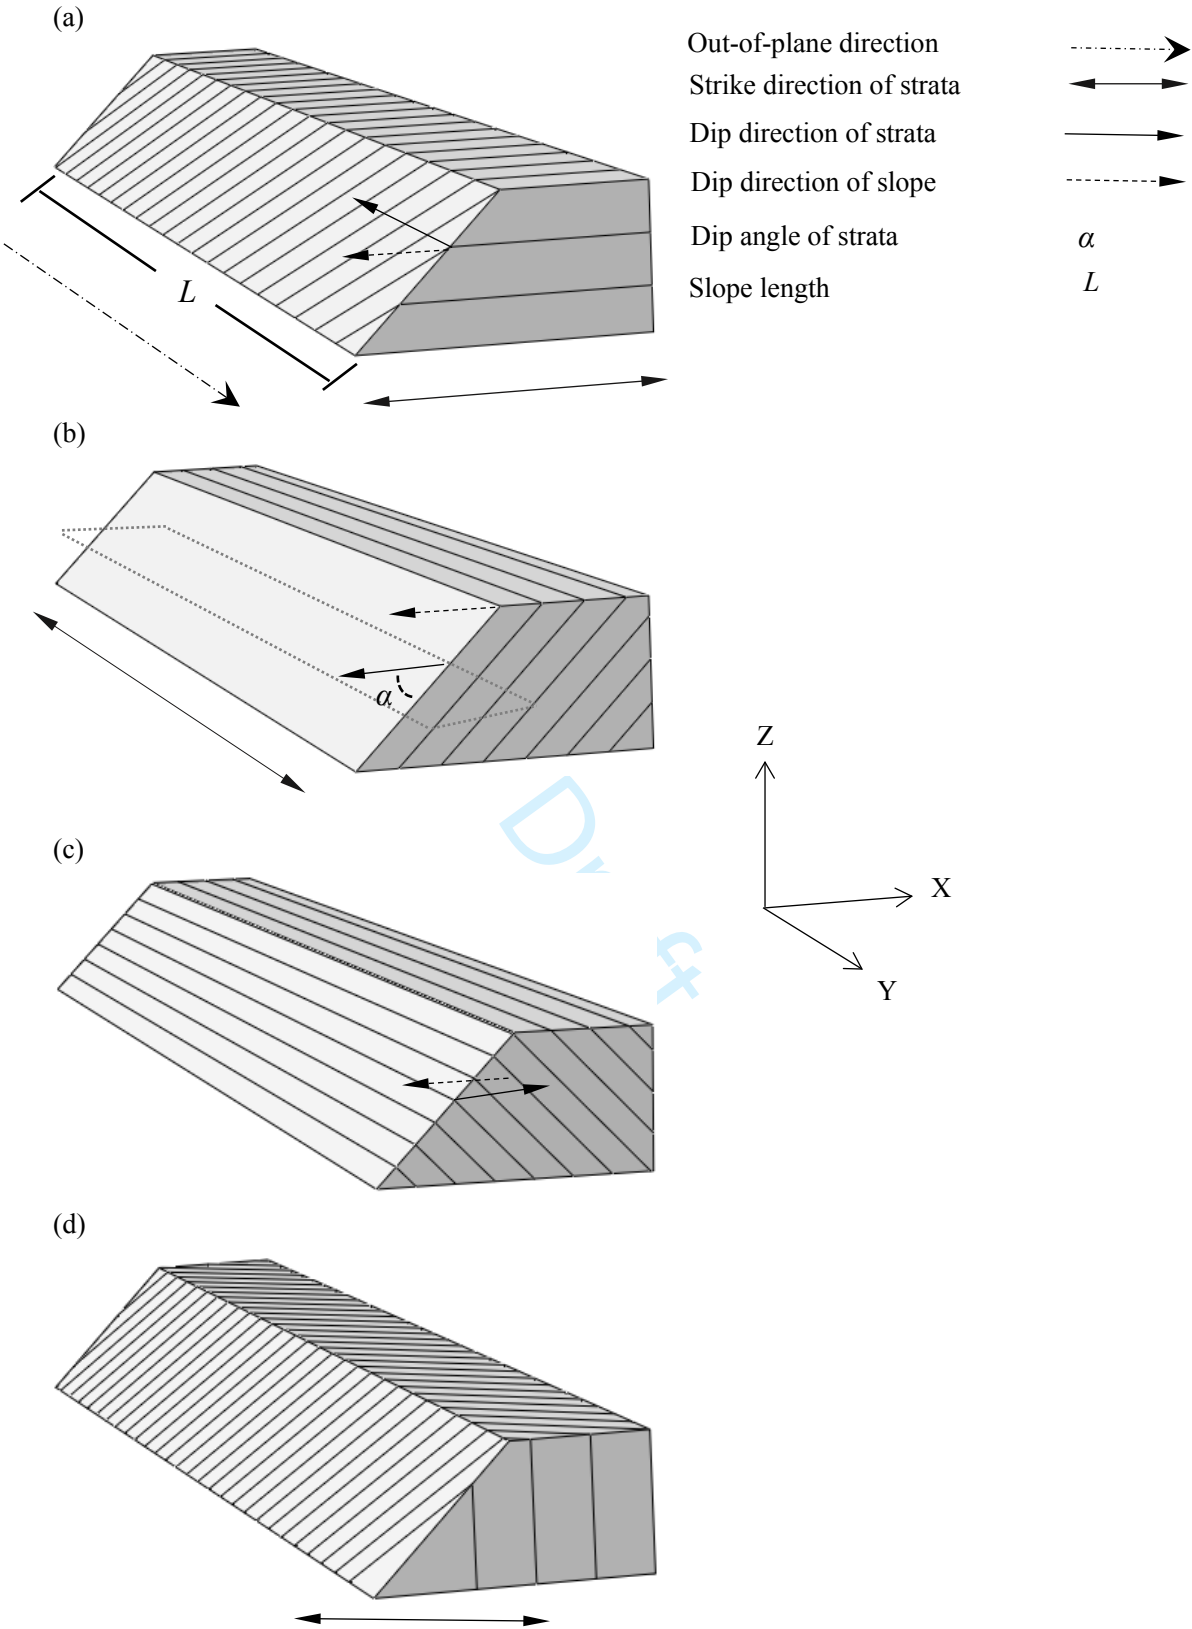 (a)
Out-of-plane direction
Strike direction of strata
Dip direction of strata
Dip direction of slope
Dip angle of strata α
Slope length L
L
(b)
α
Z
X
Y
(c)
(d)